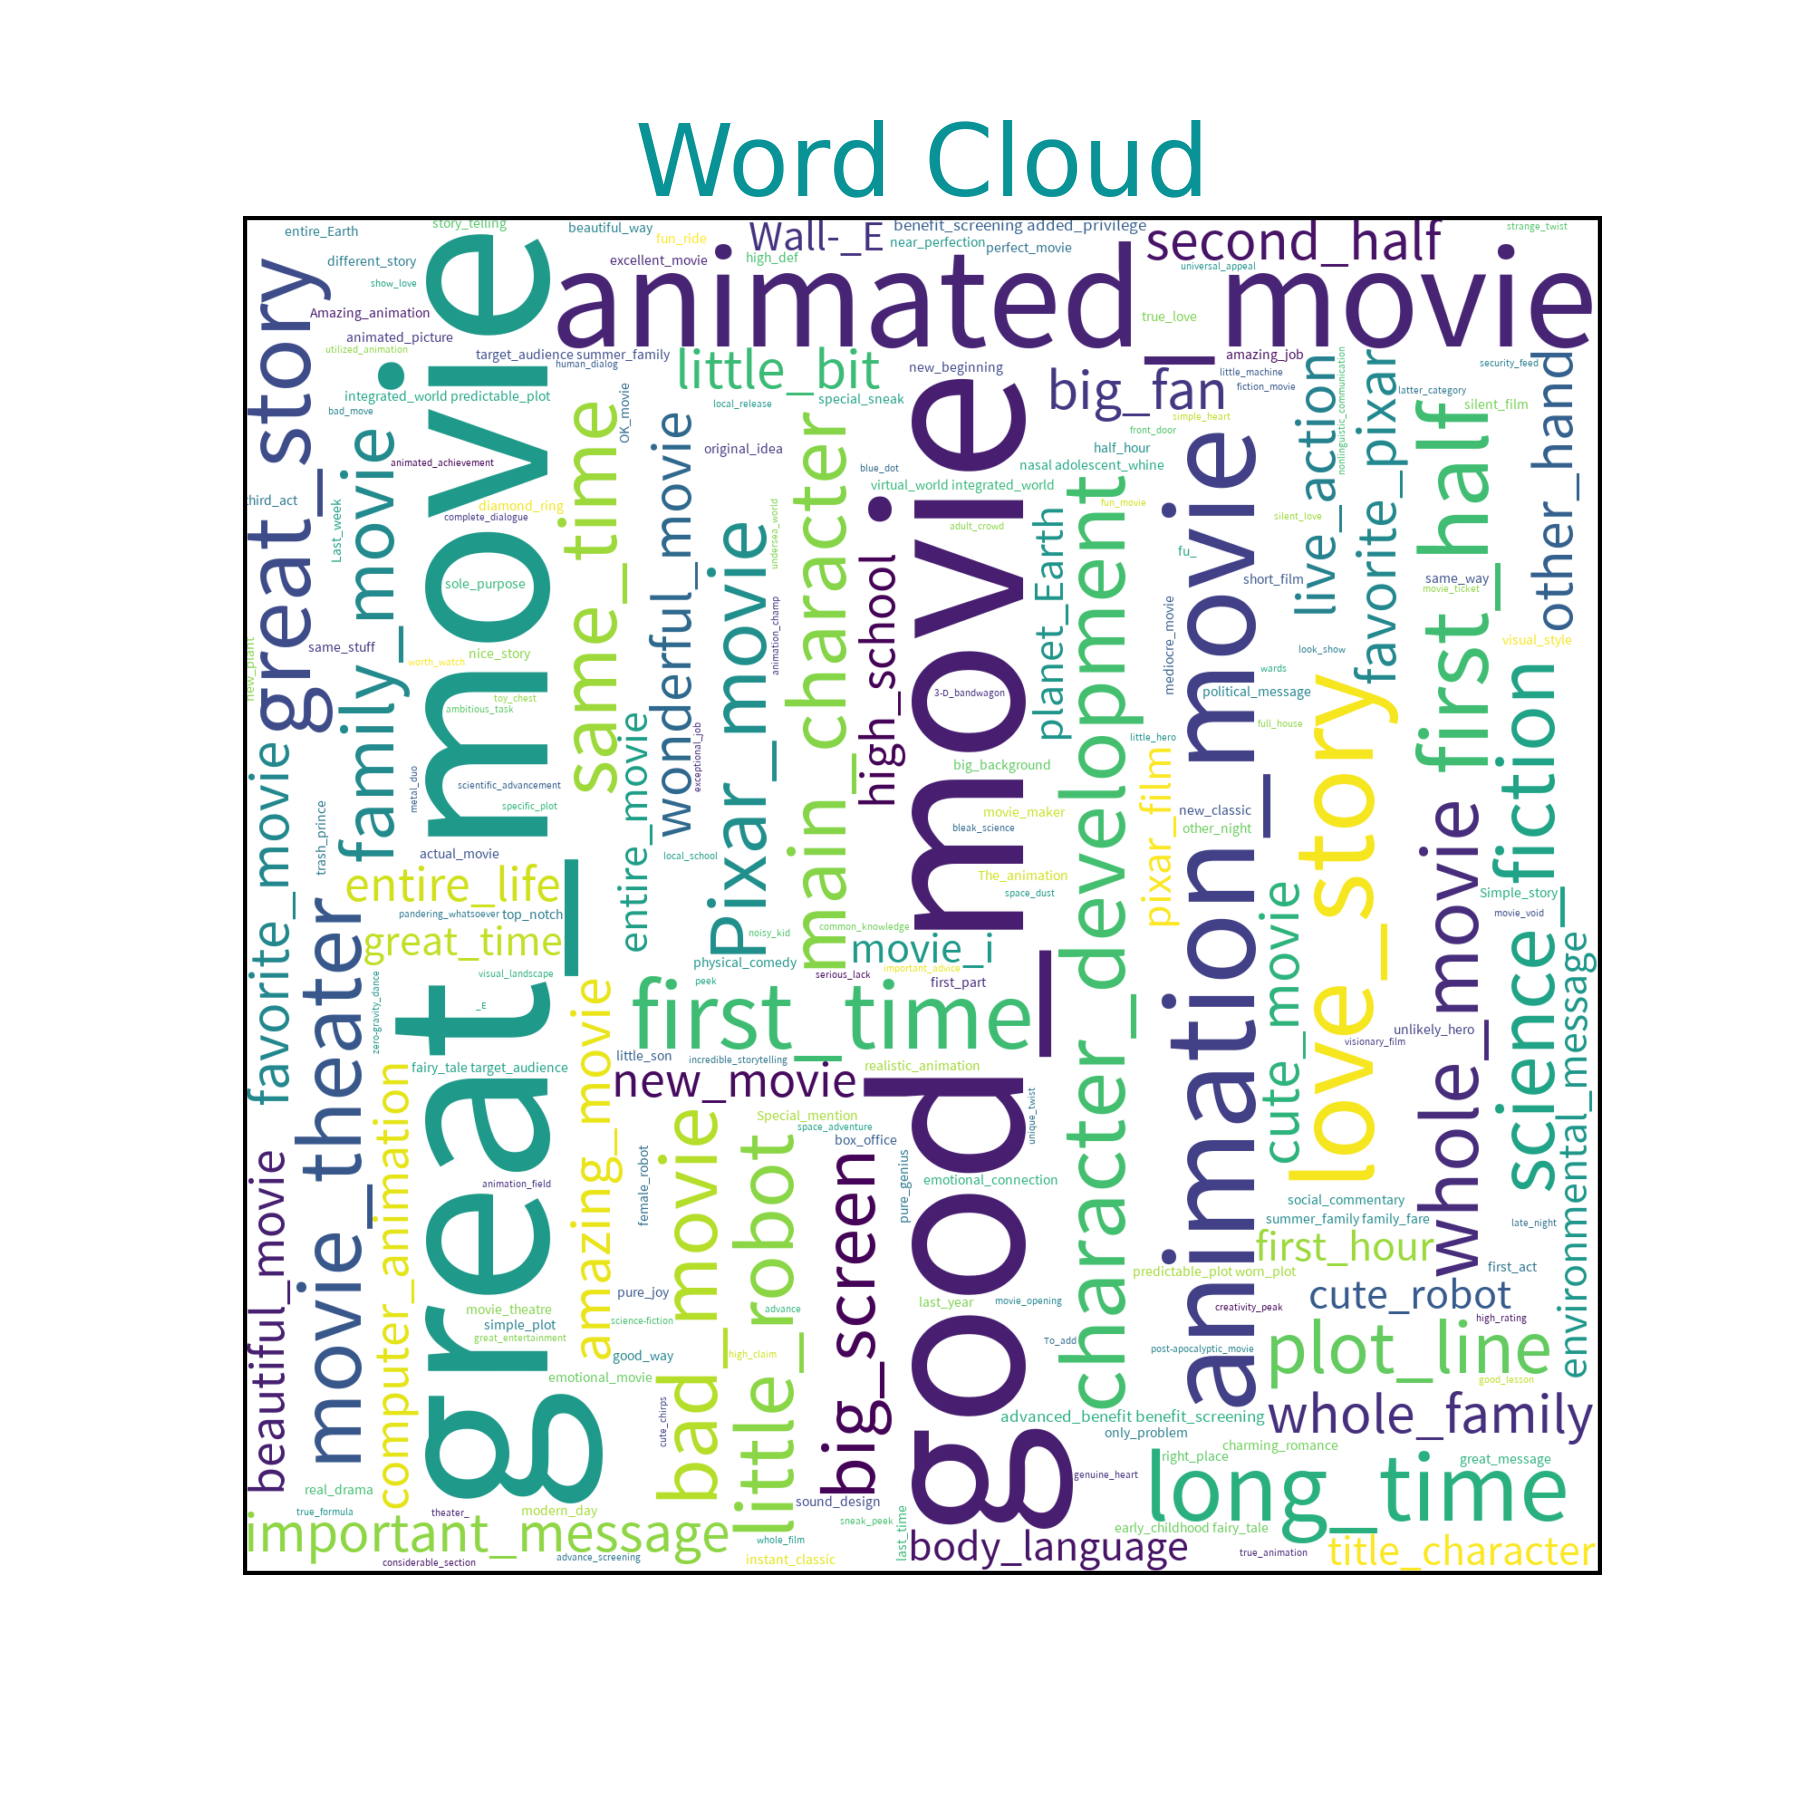 Word Cloud
entire_Earth
story_telling
beautiful_way
fun_ride
Wall-_E
benefit_screening added_privilege
near_perfection
perfect_movie
second_half
strange_twist
different_story
show_love
excellent_movie
high_def
universal_appeal
animated_movie
great_story
great_movie
Amazing_animation
true_love
animated_picture
utilized_animation
target_audience summer_family
human_dialog
little_bit
new_beginning
amazing_job
little_machine
fiction_movie
security_feed
latter_category
integrated_world predictable_plot
bad_move
OK_movie
local_release
special_sneak
big_fan
simple_heart
silent_film
live_action
nonlinguistic_communication
favorite_pixar
first_half
other_hand
family_movie
same_time
wonderful_movie
original_idea
main_character
good_movie
front_door
half_hour
nasal adolescent_whine
animation_movie
animated_achievement
blue_dot
virtual_world integrated_world
third_act
Last_week
diamond_ring
complete_dialogue
undersea_world
Pixar_movie
high_school
adult_crowd
planet_Earth
character_development
fun_movie
silent_love
fu_
sole_purpose
short_film
same_way
movie_ticket
animation_champ
mediocre_movie
new_plant
same_stuff
nice_story
worth_watch
visual_style
look_show
wards
science_fiction
toy_chest
ambitious_task
3-D_bandwagon
political_message
love_story
full_house
exceptional_job
entire_movie
little_hero
favorite_movie
metal_duo
scientific_advancement
specific_plot
big_background
pixar_film
trash_prince
movie_maker
bleak_science
new_classic
other_night
whole_movie
actual_movie
local_school
entire_life
The_animation
space_dust
cute_movie
Simple_story
movie_void
movie_theater
pandering_whatsoever
top_notch
great_time
noisy_kid
common_knowledge
movie_i
environmental_message
physical_comedy
important_advice
serious_lack
first_part
visual_landscape
zero-gravity_dance
peek
_E
amazing_movie
first_time
unlikely_hero
visionary_film
little_son
incredible_storytelling
realistic_animation
fairy_tale target_audience
computer_animation
new_movie
unique_twist
Special_mention
space_adventure
bad_movie
little_robot
box_office
big_screen
beautiful_movie
female_robot
pure_genius
animation_field
emotional_connection
social_commentary
summer_family family_fare
late_night
first_hour
predictable_plot worn_plot
first_act
pure_joy
last_year
movie_opening
cute_robot
creativity_peak
high_rating
movie_theatre
simple_plot
great_entertainment
science-fiction
advance
plot_line
To_add
post-apocalyptic_movie
good_way
high_claim
emotional_movie
good_lesson
cute_chirps
advanced_benefit benefit_screening
whole_family
only_problem
charming_romance
right_place
great_message
genuine_heart
long_time
real_drama
sound_design
true_formula
theater_
modern_day
sneak_peek
last_time
early_childhood fairy_tale
important_message
whole_film
body_language
true_animation
title_character
considerable_section
advance_screening
instant_classic